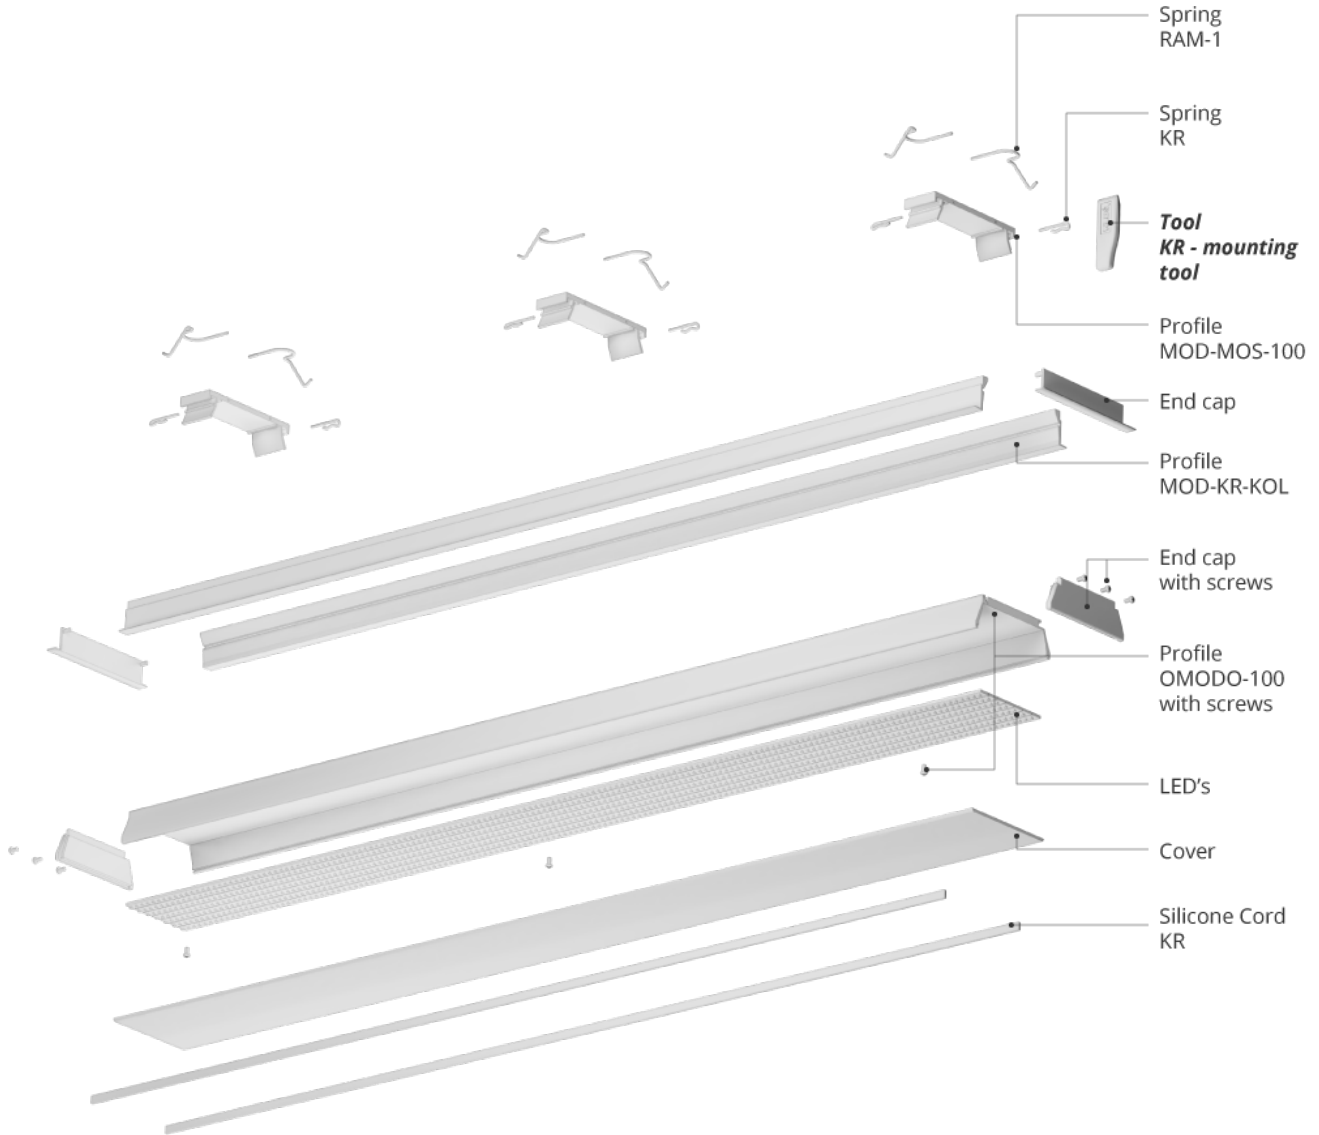 Spring
RAM-1
Spring
KR
Tool
KR - mounting
tool
Profile
MOD-MOS-100
End cap
Profile
MOD-KR-KOL
End cap
with screws
Profile
OMODO-100
with screws
LED's
Cover
Silicone Cord
KR